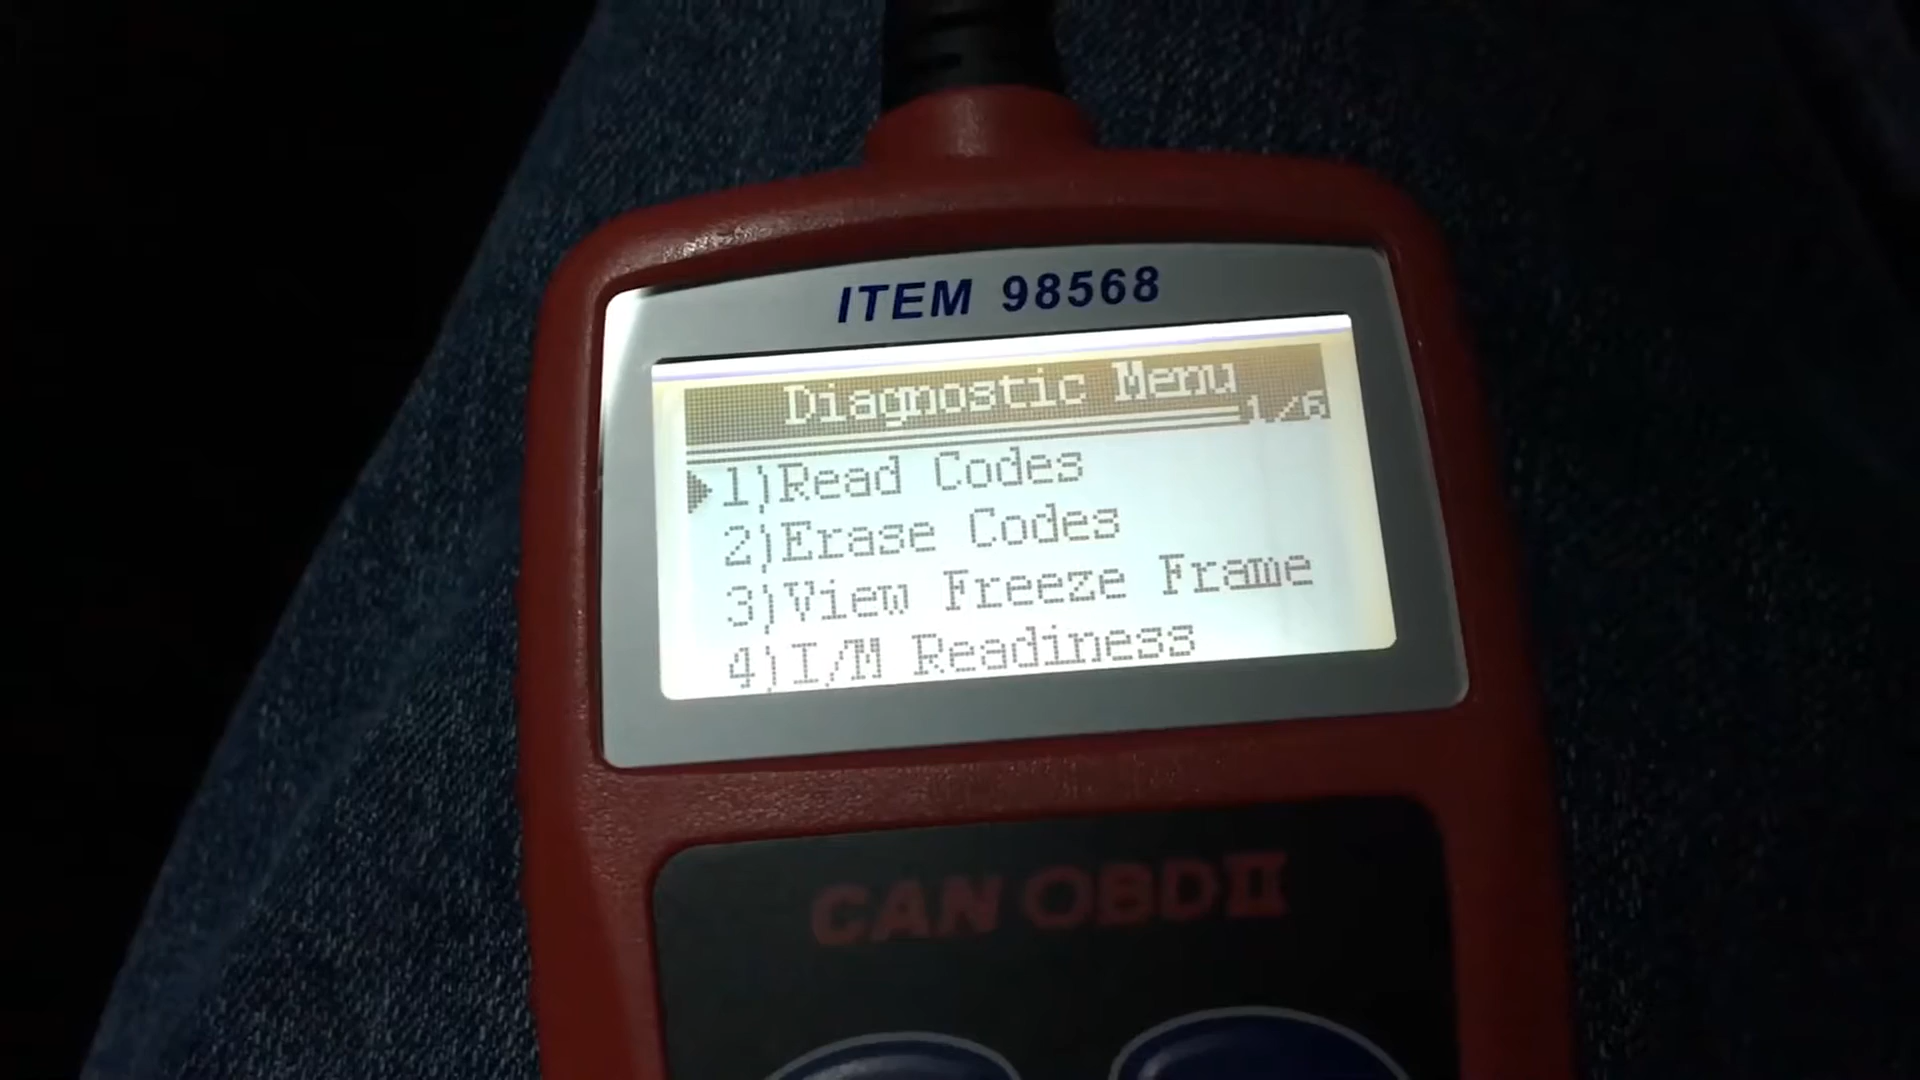 ITEM 98568
Diagnostic Menu
1/6
1)Read Codes
2)Erase Codes
3)View Freeze Frame
4)I/M Readiness
CAN OBDII